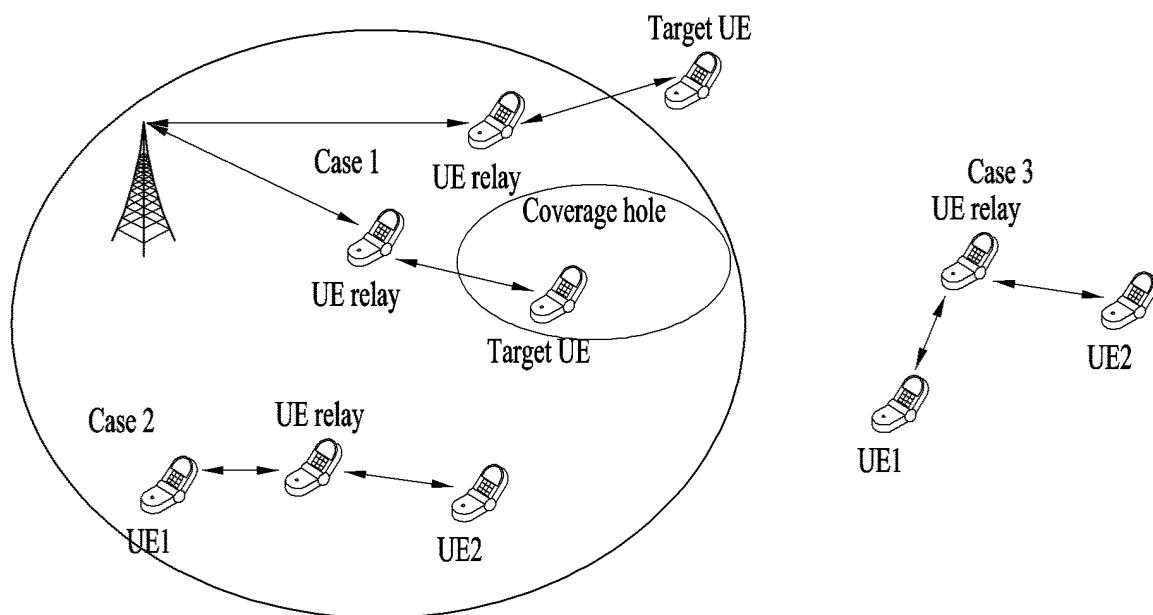 Target UE
Case 1
UE relay
Case 3
UE relay
Coverage hole
UE relay
Target UE
UE2
Case 2
UE relay
UE1
UE1
UE2